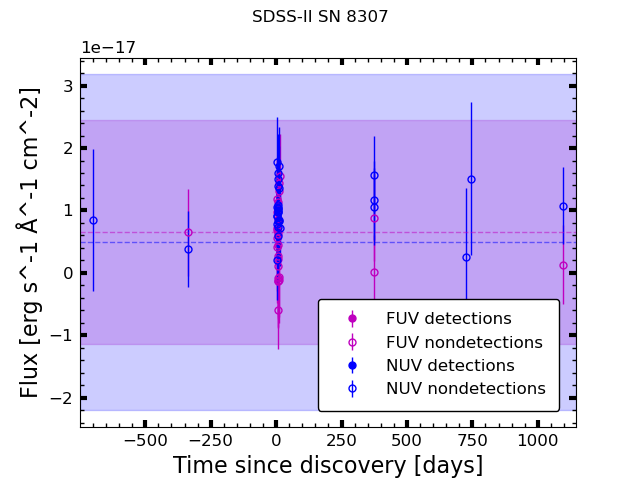 SDSS-II SN 8307
1e−17
3
2
1
0
−1
−2
Flux [erg s^-1 Å^-1 cm^-2]
FUV detections
FUV nondetections
NUV detections
NUV nondetections
−500 −250 0 250 500 750 1000
Time since discovery [days]